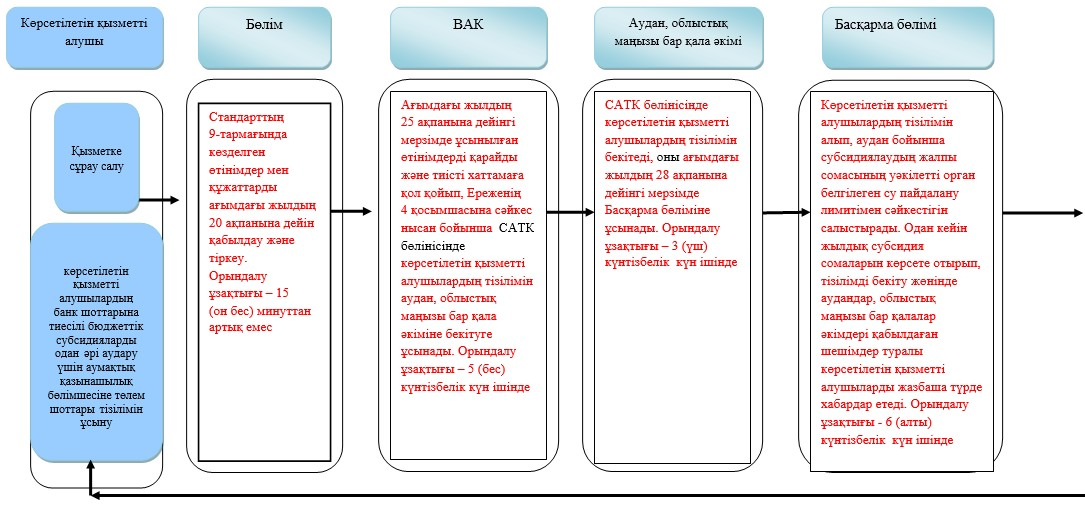 Көрсетілетін қызметті
алушы
Бөлім
ВАК
Аудан, облыстық
маңызы бар қала әкімі
Басқарма бөлімі
Қызметке
сұрау салу
көрсетілетін
қызметті
алушылардың
банк шоттарына
тиесілі бюджеттік
субсидияларды
одан әрі аудару
үшін аумақтық
қазынашылық
бөлімшесіне төлем
шоттары тізілімін
ұсыну
Стандарттың
9-тармағында
көзделген
өтінімдер мен
құжаттарды
ағымдағы жылдың
20 ақпанына дейін
қабылдау және
тіркеу.
Орындалу
ұзақтығы – 15
(он бес) минуттан
артық емес
Ағымдағы жылдың
25 ақпанына дейінгі
мерзімде ұсынылған
өтінімдерді қарайды
және тиісті хаттамаға
қол қойып, Ереженің
4 қосымшасына сәйкес
нысан бойынша САТК
бөлінісінде
көрсетілетін қызметті
алушылардың тізілімін
аудан, облыстық
маңызы бар қала
әкіміне бекітуге
ұсынады. Орындалу
ұзақтығы – 5 (бес)
күнтізбелік күн ішінде
САТК бөлінісінде
көрсетілетін қызметті
алушылардың тізілімін
бекітеді, оны ағымдағы
жылдың 28 ақпанына
дейінгі мерзімде
Басқарма бөліміне
ұсынады. Орындалу
ұзақтығы – 3 (үш)
күнтізбелік күн ішінде
Көрсетілетін қызметті
алушылардың тізілімін
алып, аудан бойынша
субсидиялаудың жалпы
сомасының уәкілетті орган
белгілеген су пайдалану
лимитімен сәйкестігін
салыстырады. Одан кейін
жылдық субсидия
сомаларын көрсете отырып,
тізілімді бекіту жөнінде
аудандар, облыстық
маңызы бар қалалар
әкімдері қабылдаған
шешімдер туралы
көрсетілетін қызметті
алушыларды жазбаша түрде
хабардар етеді. Орындалу
ұзақтығы - 6 (алты)
күнтізбелік күн ішінде